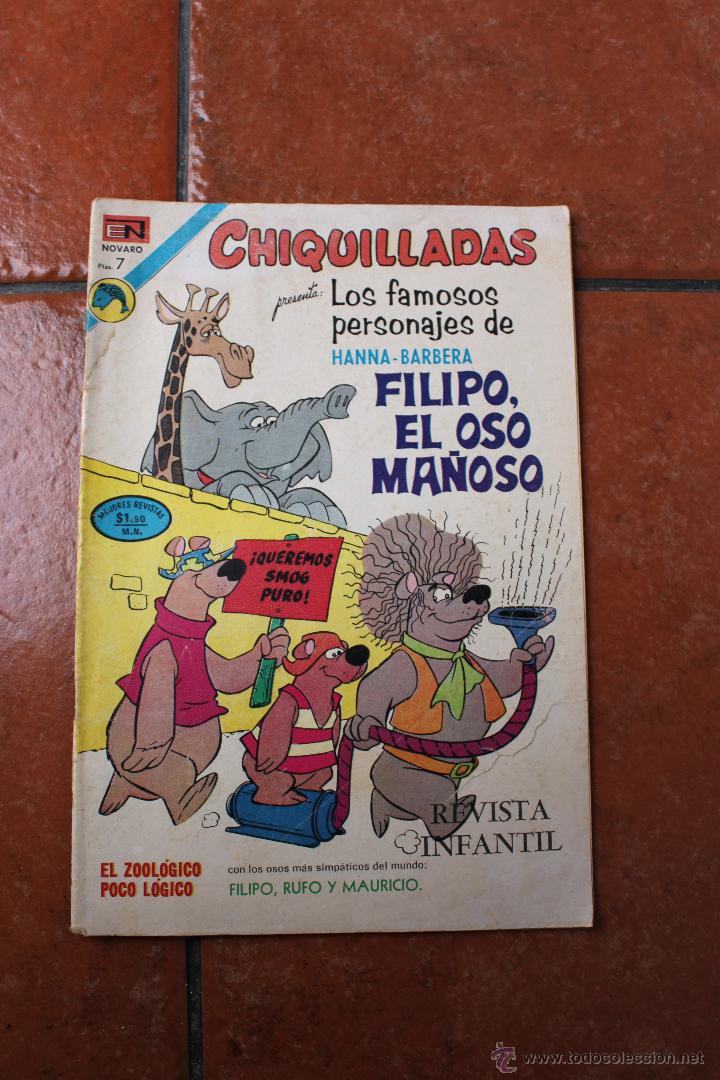 EN
NOVARO
Ptas. 7
CHIQUILLADAS
presenta: Los famosos
personajes de
HANNA-BARBERA
FILIPO,
EL OSO
MAÑOSO
MEJORES REVISTAS
$1.50
M.N.
¡QUEREMOS
SMOG
PURO!
REVISTA
INFANTIL
EL ZOOLÓGICO
POCO LÓGICO
con los osos más simpáticos del mundo:
FILIPO, RUFO Y MAURICIO.
www.todocoleccion.net